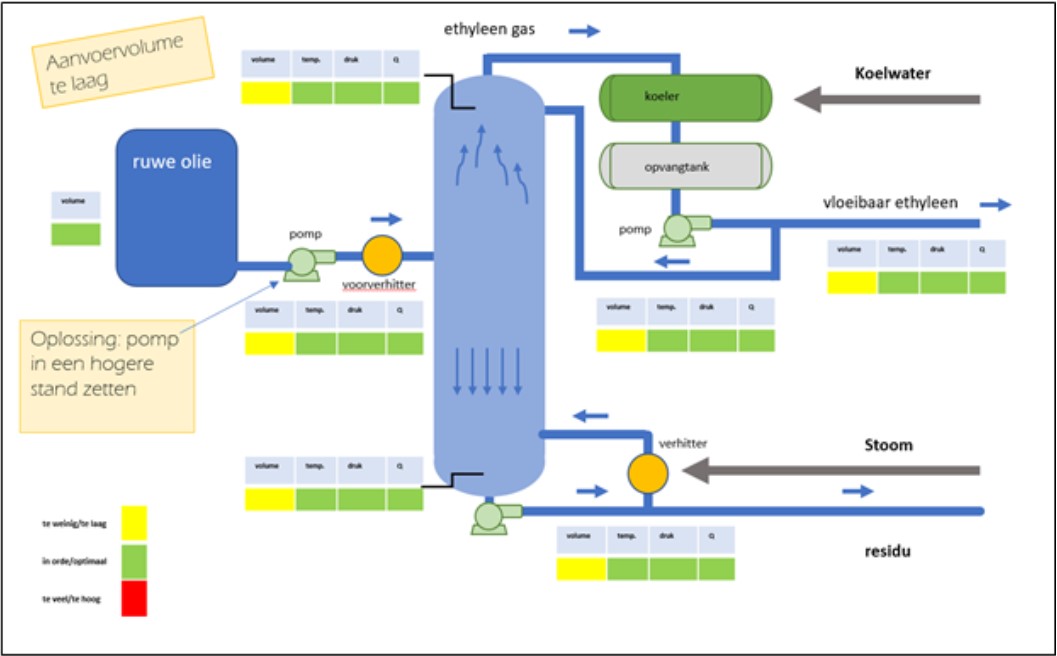 Aanvoervolume
te laag
ethyleen gas
volume temp. druk Q
Koelwater
koeler
ruwe olie
opvangtank
volume
vloeibaar ethyleen
pomp
pomp
volume temp. druk Q
voorverhitter
volume temp. druk Q
volume temp. druk Q
Oplossing: pomp
in een hogere
stand zetten
verhitter
Stoom
volume temp. druk Q
te weinig/te laag
volume temp. druk Q
residu
in orde/optimaal
te veel/te hoog